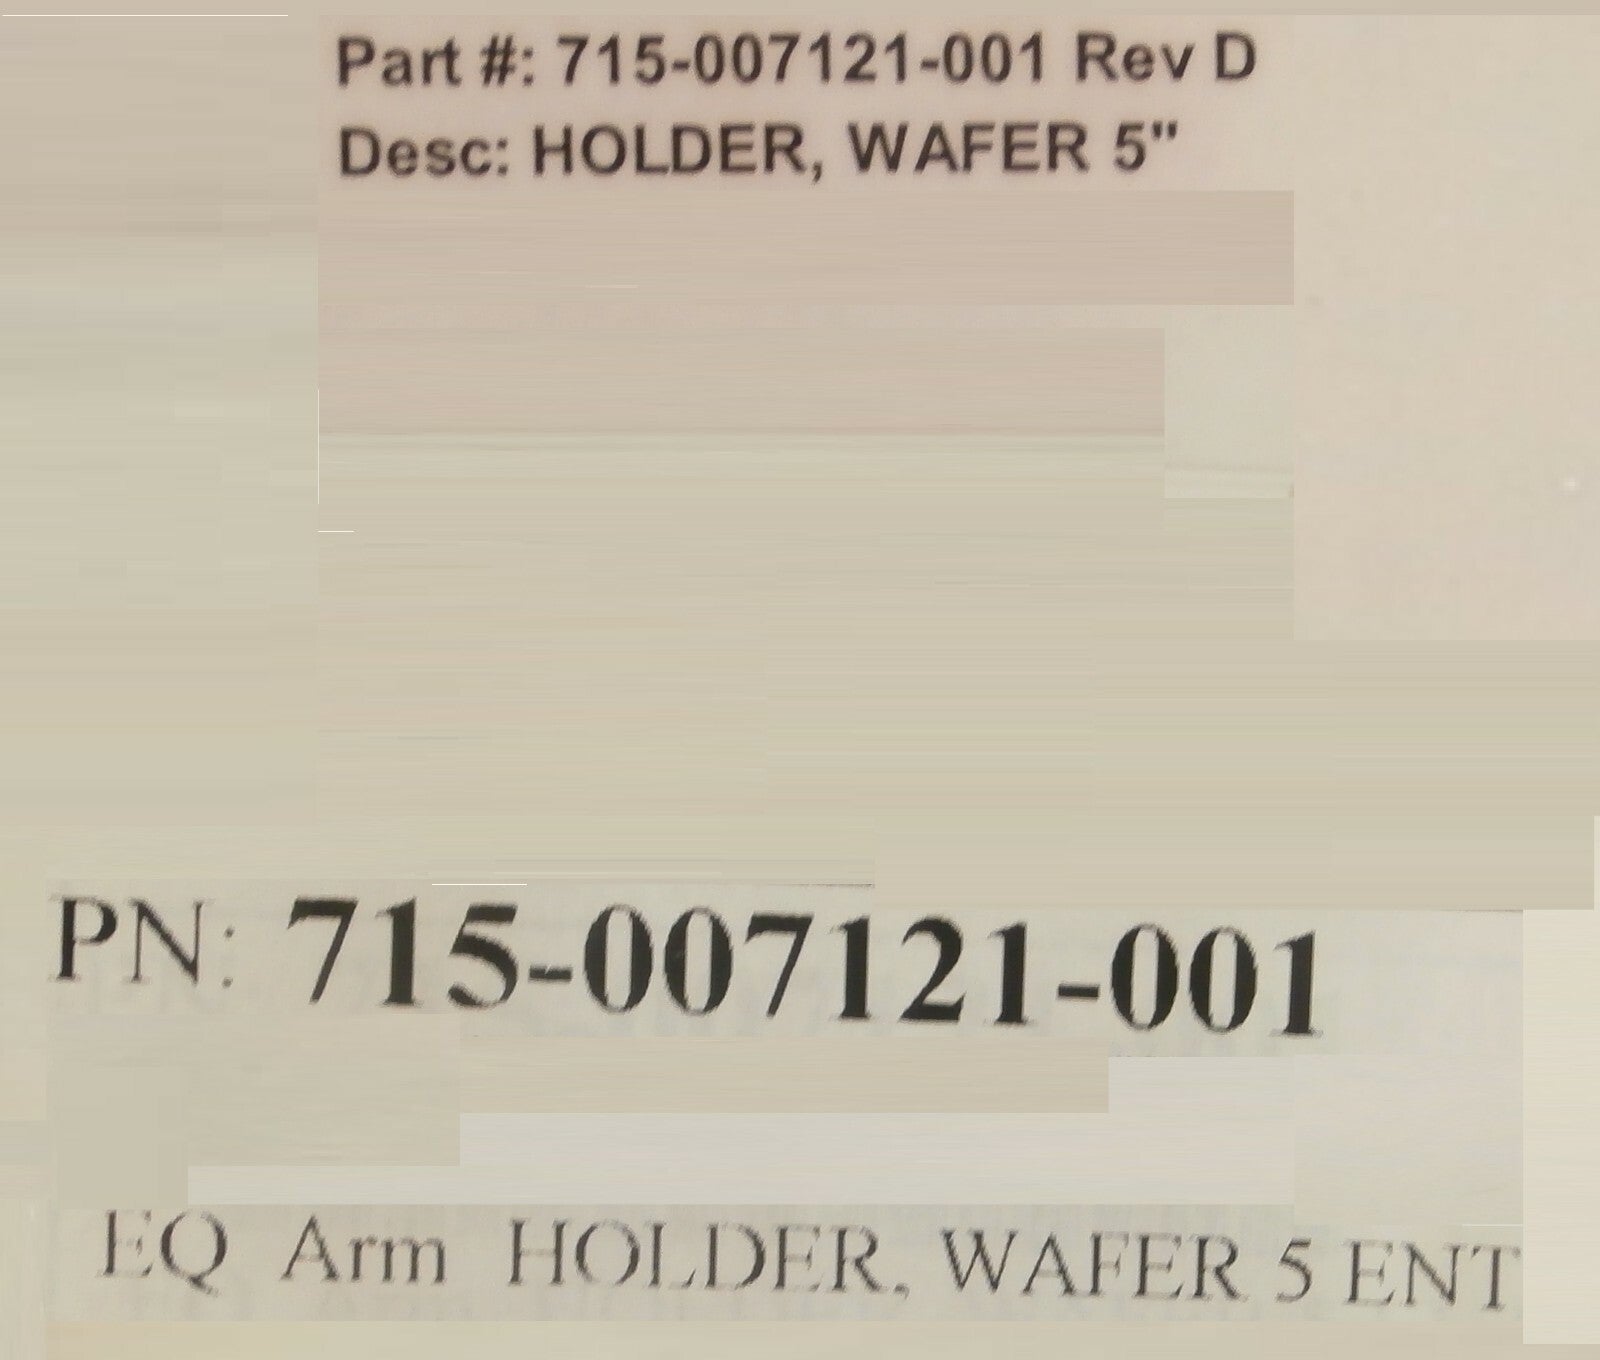 Part #: 715-007121-001 Rev D
Desc: HOLDER, WAFER 5"
PN: 715-007121-001
EQ Arm HOLDER, WAFER 5 ENT